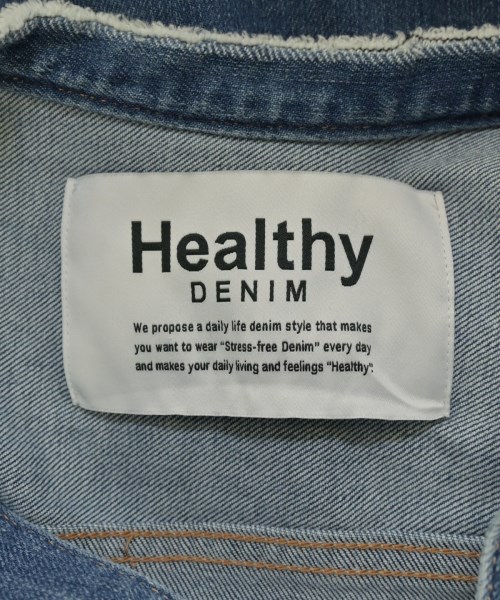 Healthy
DENIM
We propose a daily life denim style that makes
you want to wear "Stress-free Denim" every day
and makes your daily living and feelings "Healthy".